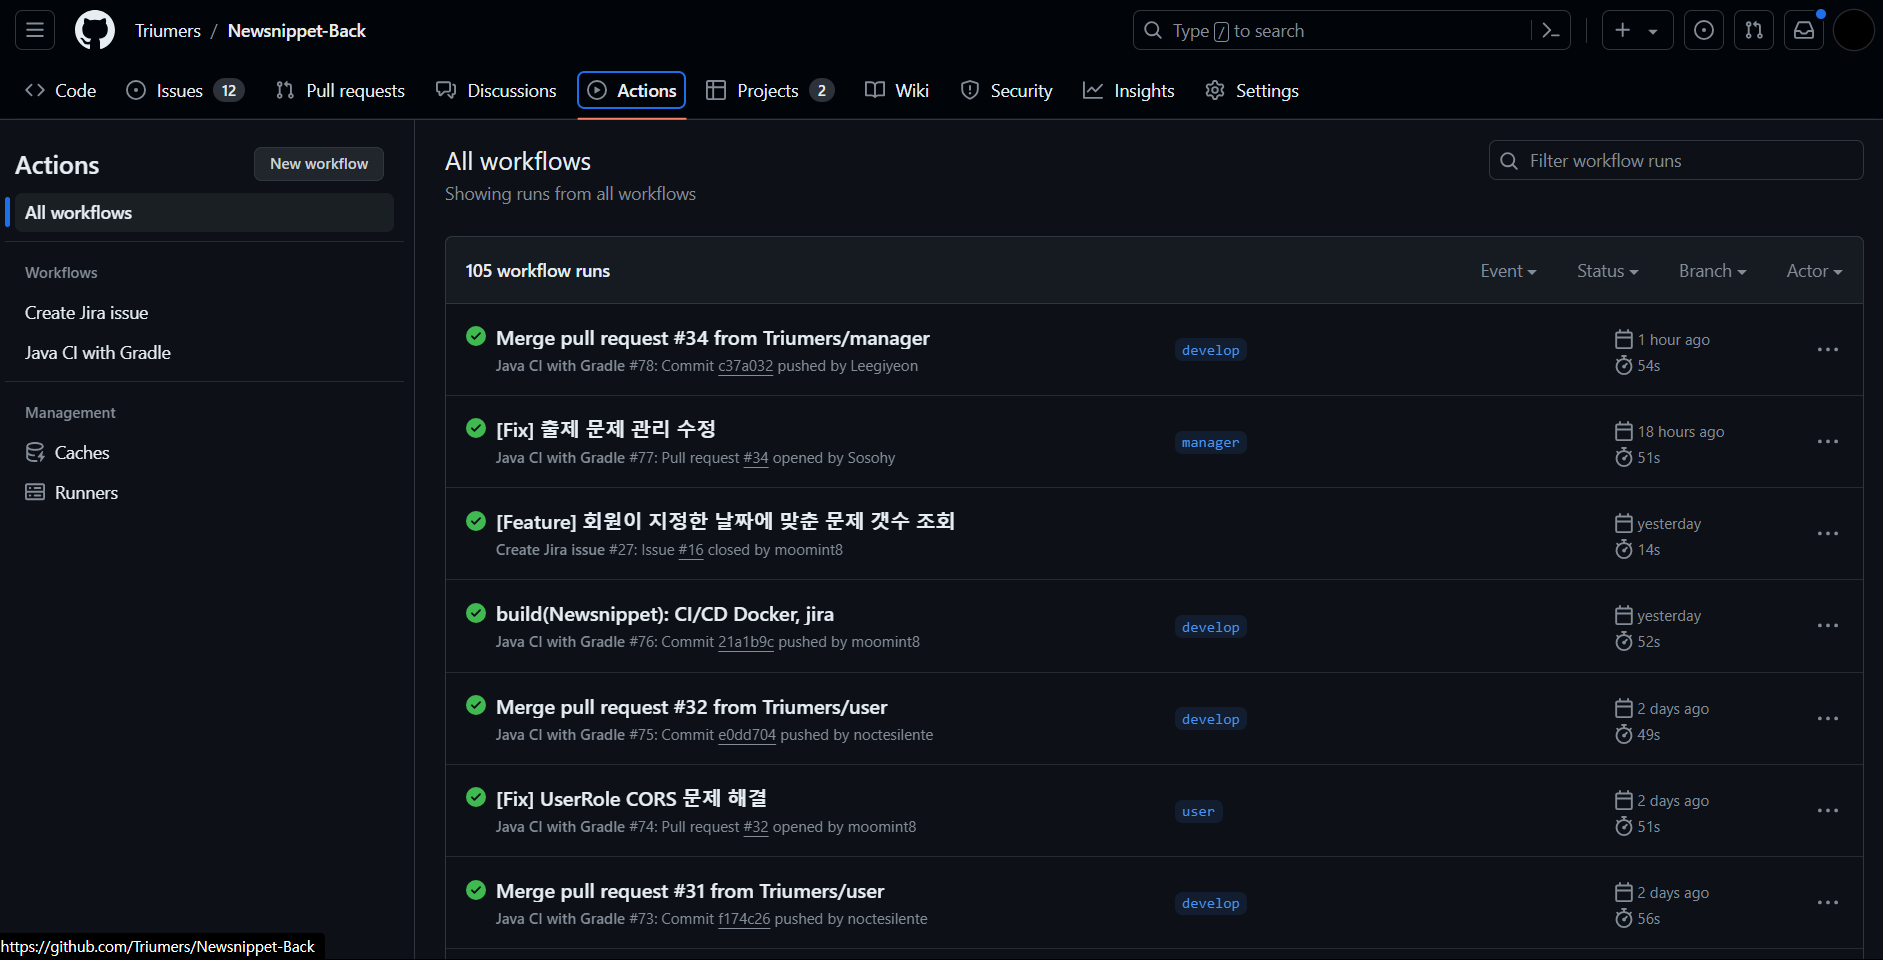 Triumers / Newsnippet-Back
Type / to search
Code
Issues 12
Pull requests
Discussions
Actions
Projects 2
Wiki
Security
Insights
Settings
Actions
New workflow
All workflows
Workflows
Create Jira issue
Java CI with Gradle
Management
Caches
Runners
All workflows
Showing runs from all workflows
Filter workflow runs
105 workflow runs
Event
Status
Branch
Actor
Merge pull request #34 from Triumers/manager
Java CI with Gradle #78: Commit c37a032 pushed by Leegiyeon
develop
1 hour ago
54s
[Fix] 출제 문제 관리 수정
Java CI with Gradle #77: Pull request #34 opened by Sosohy
manager
18 hours ago
51s
[Feature] 회원이 지정한 날짜에 맞춘 문제 갯수 조회
Create Jira issue #27: Issue #16 closed by moomint8
yesterday
14s
build(Newsnippet): CI/CD Docker, jira
Java CI with Gradle #76: Commit 21a1b9c pushed by moomint8
develop
yesterday
52s
Merge pull request #32 from Triumers/user
Java CI with Gradle #75: Commit e0dd704 pushed by noctesilente
develop
2 days ago
49s
[Fix] UserRole CORS 문제 해결
Java CI with Gradle #74: Pull request #32 opened by moomint8
user
2 days ago
51s
Merge pull request #31 from Triumers/user
Java CI with Gradle #73: Commit f174c26 pushed by noctesilente
develop
2 days ago
56s
https://github.com/Triumers/Newsnippet-Back